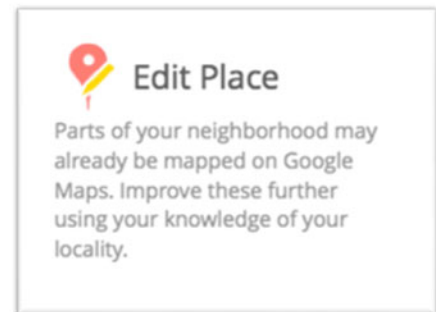 Edit Place
Parts of your neighborhood may
already be mapped on Google
Maps. Improve these further
using your knowledge of your
locality.